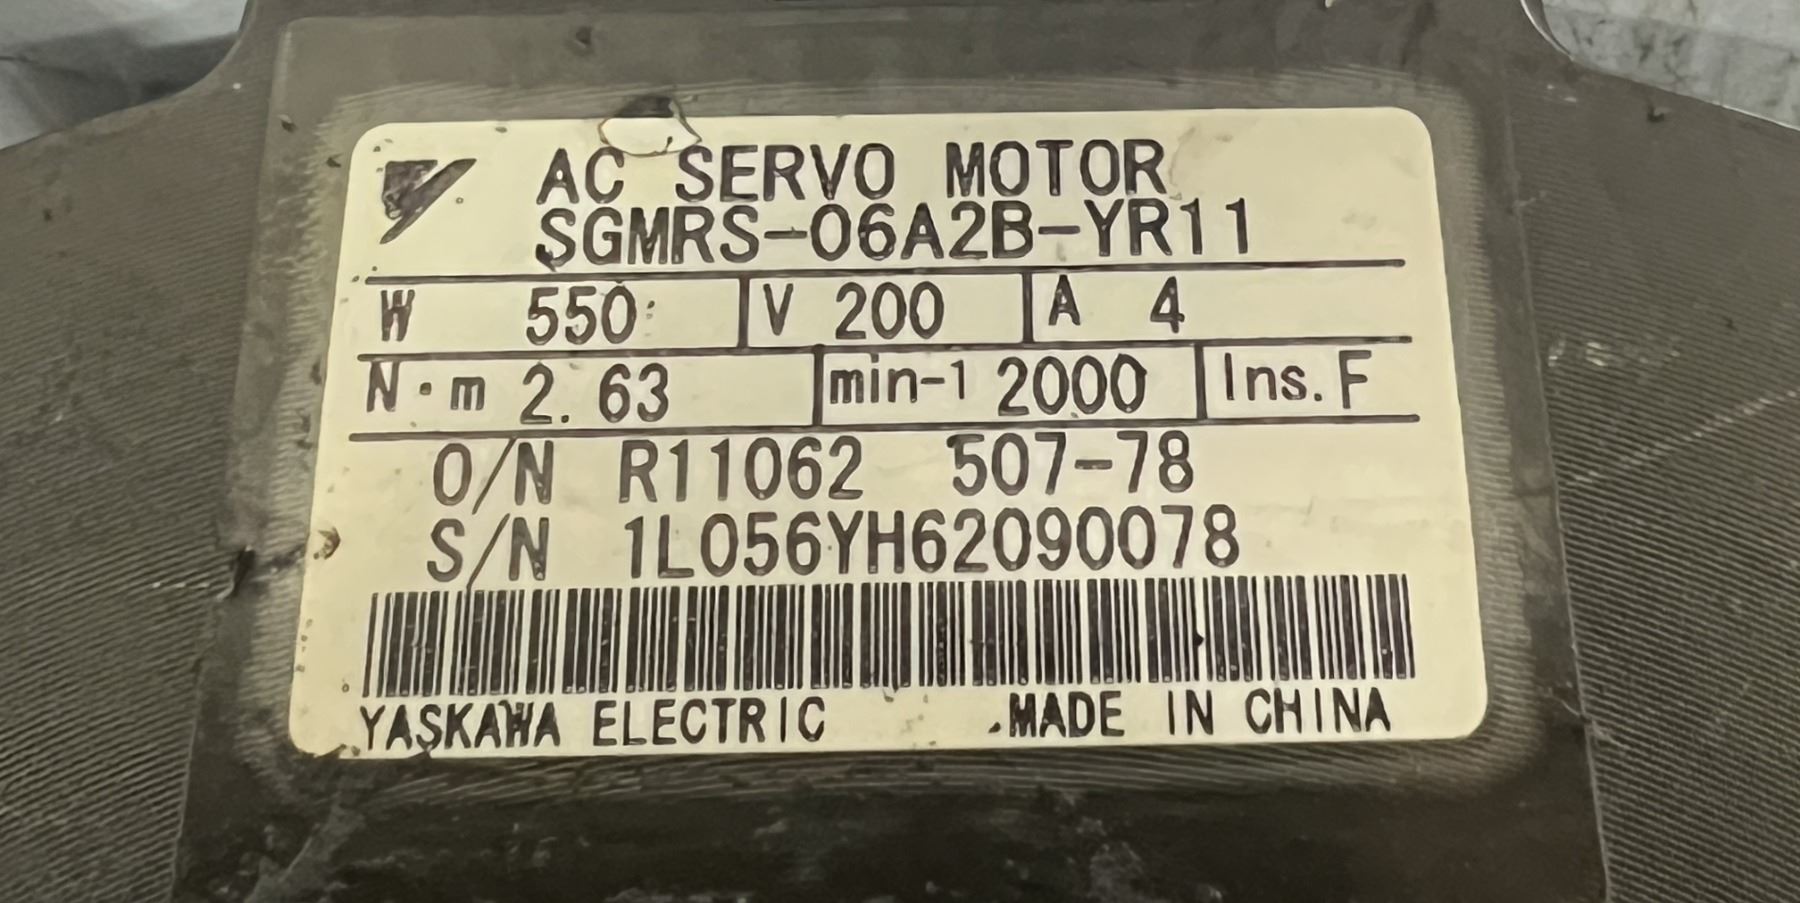 AC SERVO MOTOR
SGMRS-06A2B-YR11
W 550 V 200 A 4
N·m 2.63 min-1 2000 Ins. F
O/N R11062 507-78
S/N 1L056YH62090078
YASKAWA ELECTRIC MADE IN CHINA